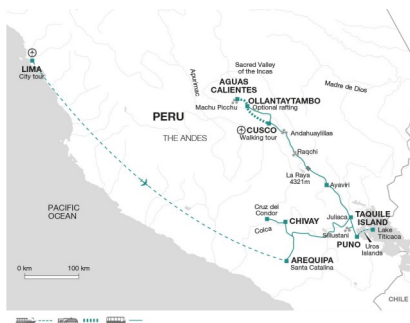 LIMA
City tour
Apurimac
Sacred Valley
of the Incas
Madre de Dios
AGUAS
CALIENTES
OLLANTAYTAMBO
Machu Picchu
Optional rafting
PERU
CUSCO
Walking tour
Andahuaylillas
THE ANDES
Raqchi
La Raya
4321m
Ayaviri
Cruz del
Condor
PACIFIC
OCEAN
CHIVAY
Colca
Juliaca
TAQUILE
ISLAND
Lake
Titicaca
Sillustani
PUNO
Uros
Islands
0 km
100 km
AREQUIPA
Santa Catalina
CHILE